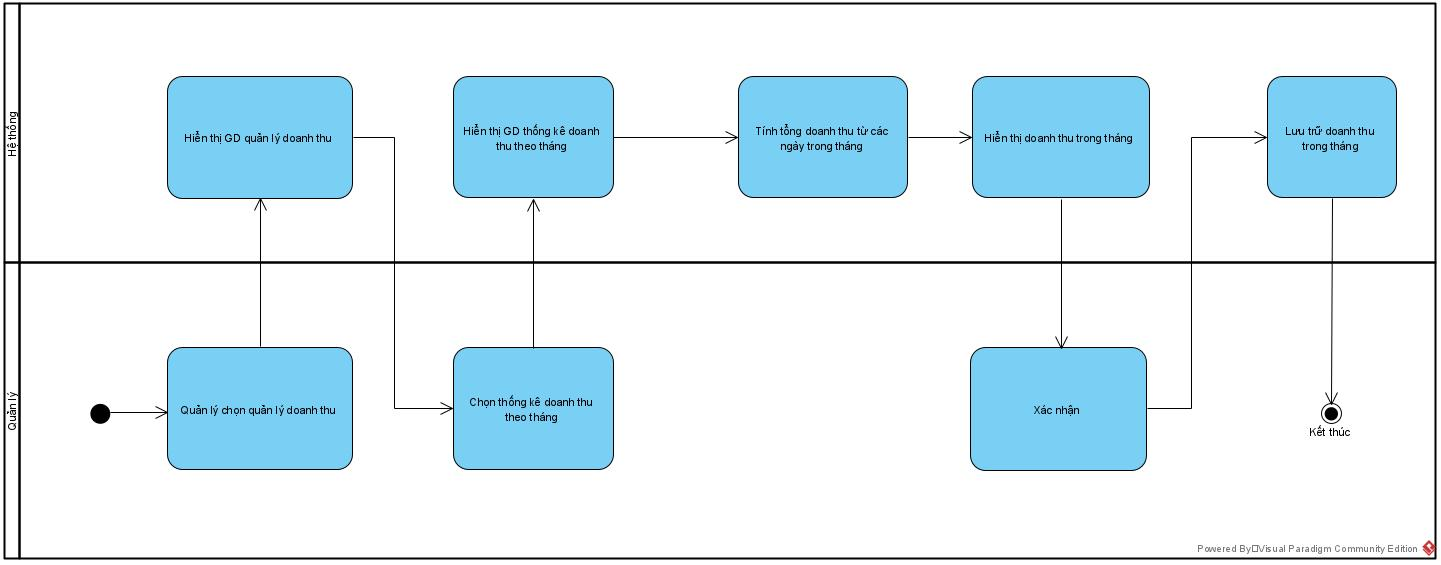 Hệ thống
Hiển thị GD quản lý doanh thu
Hiển thị GD thống kê doanh
thu theo tháng
Tính tổng doanh thu từ các
ngày trong tháng
Hiển thị doanh thu trong tháng
Lưu trữ doanh thu
trong tháng
Quản lý
Quản lý chọn quản lý doanh thu
Chọn thống kê doanh thu
theo tháng
Xác nhận
Kết thúc
Powered By Visual Paradigm Community Edition